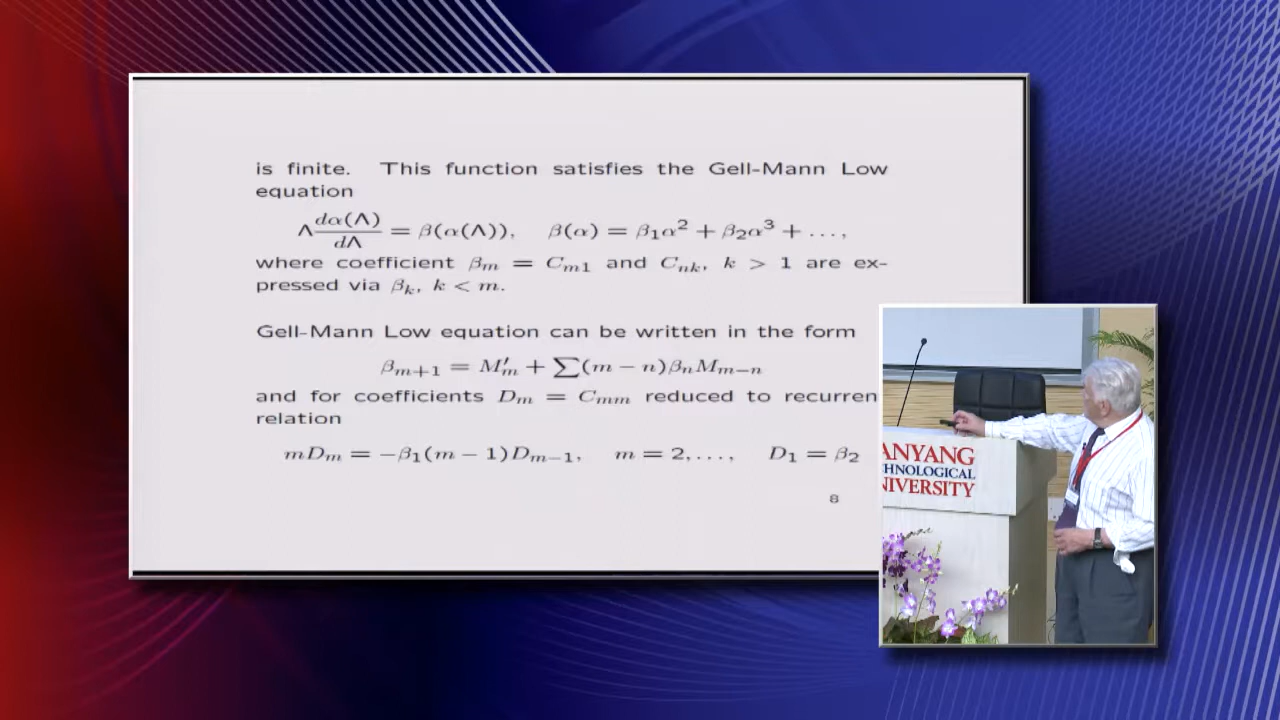 is finite. This function satisfies the Gell-Mann Low
equation
Λ dα(Λ)/dΛ = β(α(Λ)), β(α) = β₁α² + β₂α³ + . . . ,
where coefficient βₘ = Cₘ₁ and Cₙₖ, k > 1 are ex-
pressed via βₖ, k < m.
Gell-Mann Low equation can be written in the form
βₘ₊₁ = M′ₘ + ∑(m − n)βₙMₘ₋ₙ
and for coefficients Dₘ = Cₘₘ reduced to recurren
relation
mDₘ = −β₁(m − 1)Dₘ₋₁, m = 2, . . . , D₁ = β₂
8
ANYANG
CHNOLOGICAL
NIVERSITY